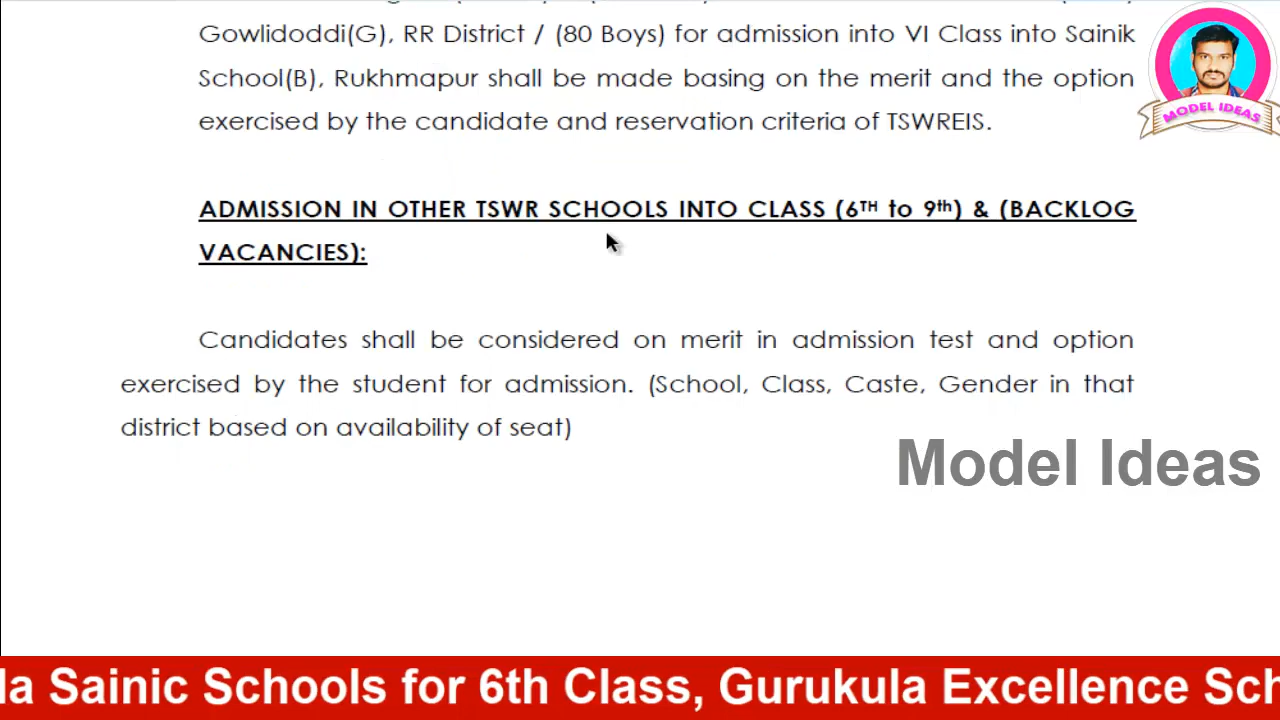 Gowlidoddi(G), RR District / (80 Boys) for admission into VI Class into Sainik
School(B), Rukhmapur shall be made basing on the merit and the option
exercised by the candidate and reservation criteria of TSWREIS.
MODEL IDEAS
ADMISSION IN OTHER TSWR SCHOOLS INTO CLASS (6TH to 9th) & (BACKLOG
VACANCIES):
Candidates shall be considered on merit in admission test and option
exercised by the student for admission. (School, Class, Caste, Gender in that
district based on availability of seat)
Model Ideas
la Sainic Schools for 6th Class, Gurukula Excellence Sch